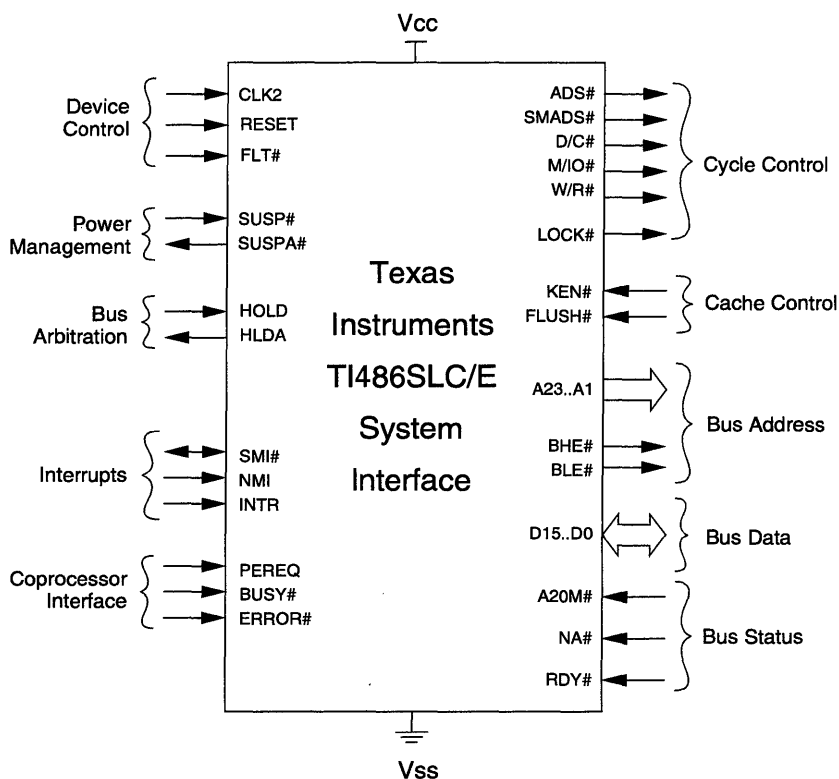 Vcc
Device
Control
CLK2
RESET
FLT#
Power
Management
SUSP#
SUSPA#
Bus
Arbitration
HOLD
HLDA
Interrupts
SMI#
NMI
INTR
Coprocessor
Interface
PEREQ
BUSY#
ERROR#
Texas
Instruments
TI486SLC/E
System
Interface
ADS#
SMADS#
D/C#
M/IO#
W/R#
LOCK#
Cycle Control
KEN#
FLUSH#
Cache Control
A23..A1
BHE#
BLE#
Bus Address
D15..D0
Bus Data
A20M#
NA#
RDY#
Bus Status
Vss